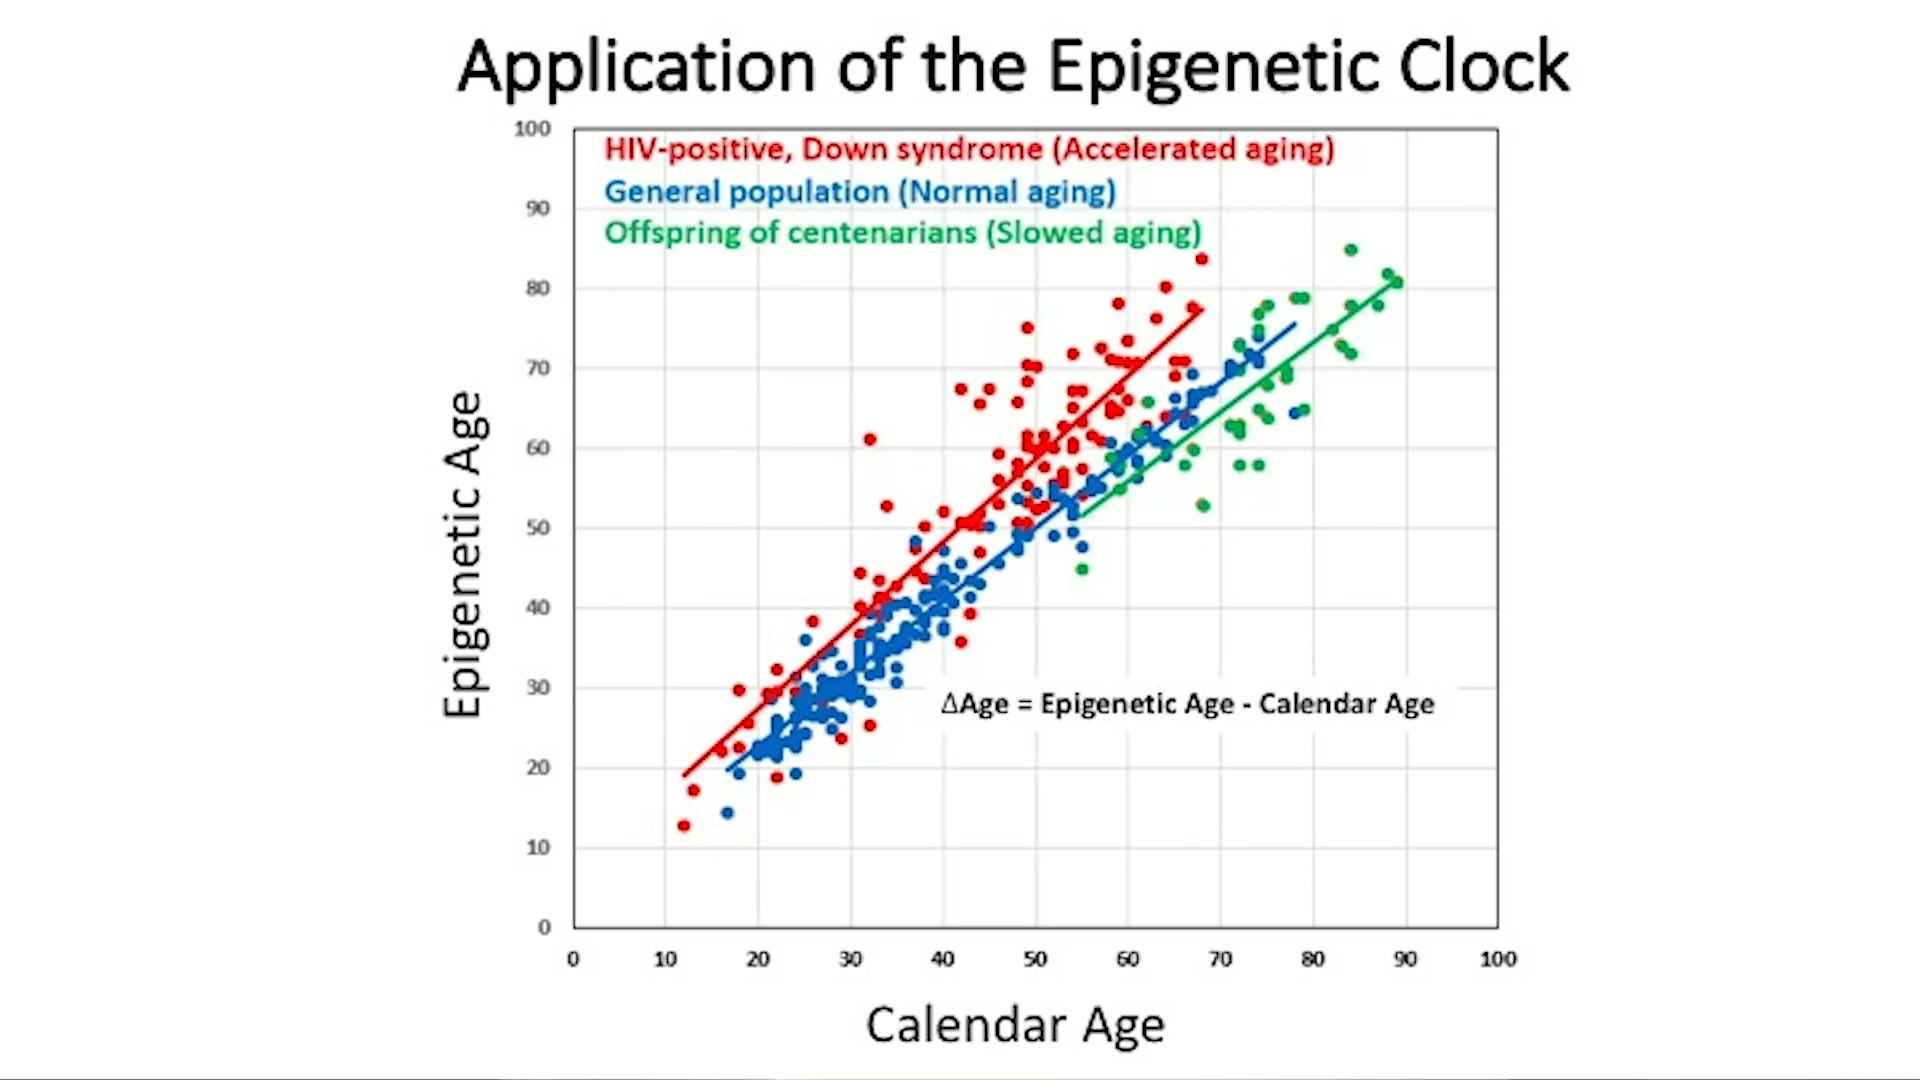 Application of the Epigenetic Clock
HIV-positive, Down syndrome (Accelerated aging)
General population (Normal aging)
Offspring of centenarians (Slowed aging)
Epigenetic Age
100
90
80
70
60
50
40
30
20
10
0
ΔAge = Epigenetic Age - Calendar Age
0 10 20 30 40 50 60 70 80 90 100
Calendar Age